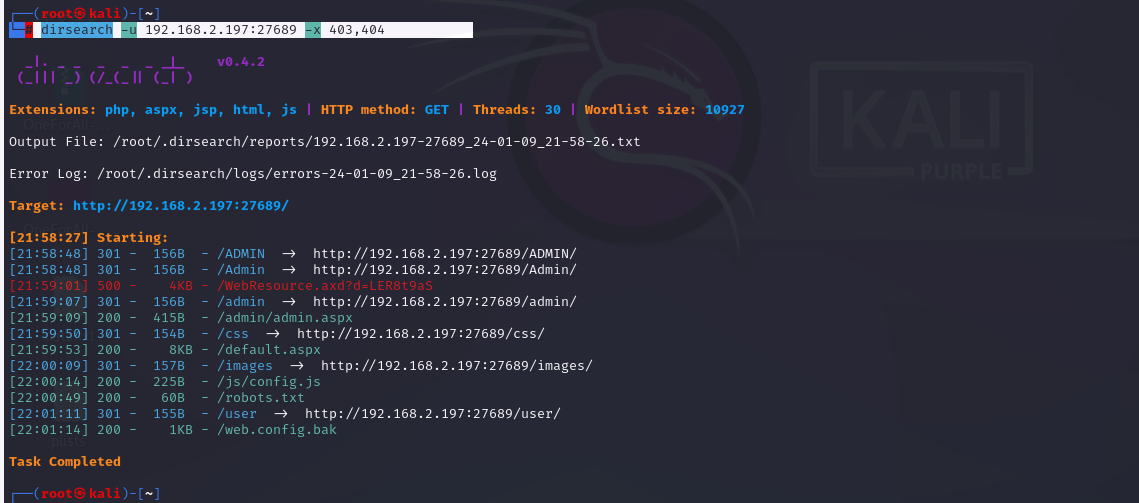 ┌──(root㉿kali)-[~]
└─# dirsearch -u 192.168.2.197:27689 -x 403,404
  _|. _ _  _  _  _ _|_    v0.4.2
 (_||| _) (/_(_|| (_| )
Extensions: php, aspx, jsp, html, js | HTTP method: GET | Threads: 30 | Wordlist size: 10927
Output File: /root/.dirsearch/reports/192.168.2.197-27689_24-01-09_21-58-26.txt
Error Log: /root/.dirsearch/logs/errors-24-01-09_21-58-26.log
Target: http://192.168.2.197:27689/
[21:58:27] Starting:
[21:58:48] 301 -  156B  - /ADMIN  ->  http://192.168.2.197:27689/ADMIN/
[21:58:48] 301 -  156B  - /Admin  ->  http://192.168.2.197:27689/Admin/
[21:59:01] 500 -    4KB - /WebResource.axd?d=LER8t9aS
[21:59:07] 301 -  156B  - /admin  ->  http://192.168.2.197:27689/admin/
[21:59:09] 200 -  415B  - /admin/admin.aspx
[21:59:50] 301 -  154B  - /css  ->  http://192.168.2.197:27689/css/
[21:59:53] 200 -    8KB - /default.aspx
[22:00:09] 301 -  157B  - /images  ->  http://192.168.2.197:27689/images/
[22:00:14] 200 -  225B  - /js/config.js
[22:00:49] 200 -   60B  - /robots.txt
[22:01:11] 301 -  155B  - /user  ->  http://192.168.2.197:27689/user/
[22:01:14] 200 -    1KB - /web.config.bak
Task Completed
┌──(root㉿kali)-[~]
KALI
PURPLE